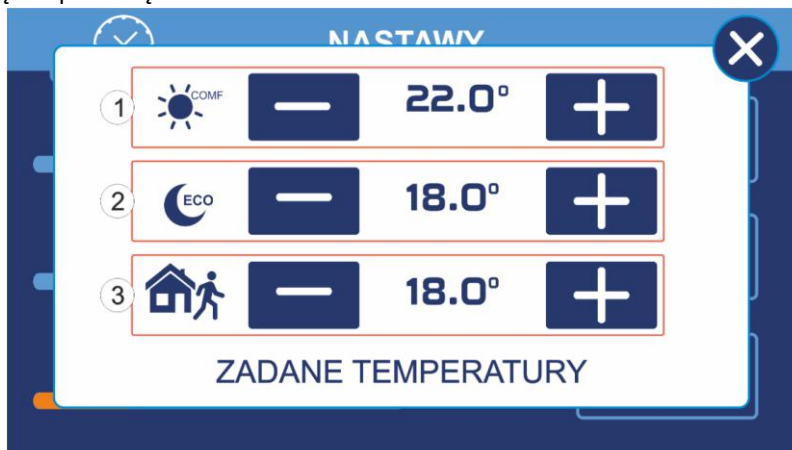 NASTAWY
1 COMF 22.0°
2 ECO 18.0°
3 18.0°
ZADANE TEMPERATURY